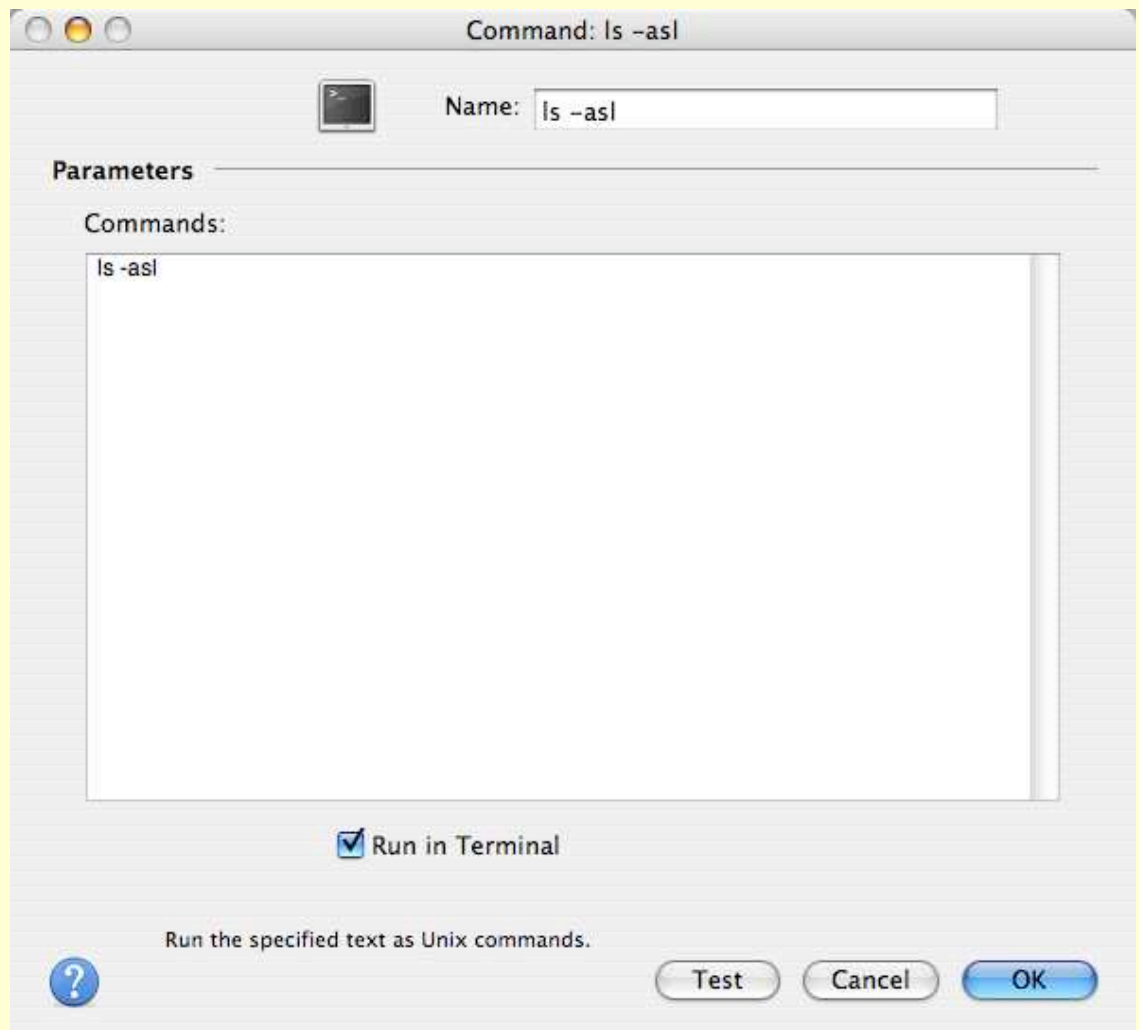 Command: ls –asl
>_
Name: ls –asl
Parameters
Commands:
ls -asl
Run in Terminal
Run the specified text as Unix commands.
?
Test Cancel OK